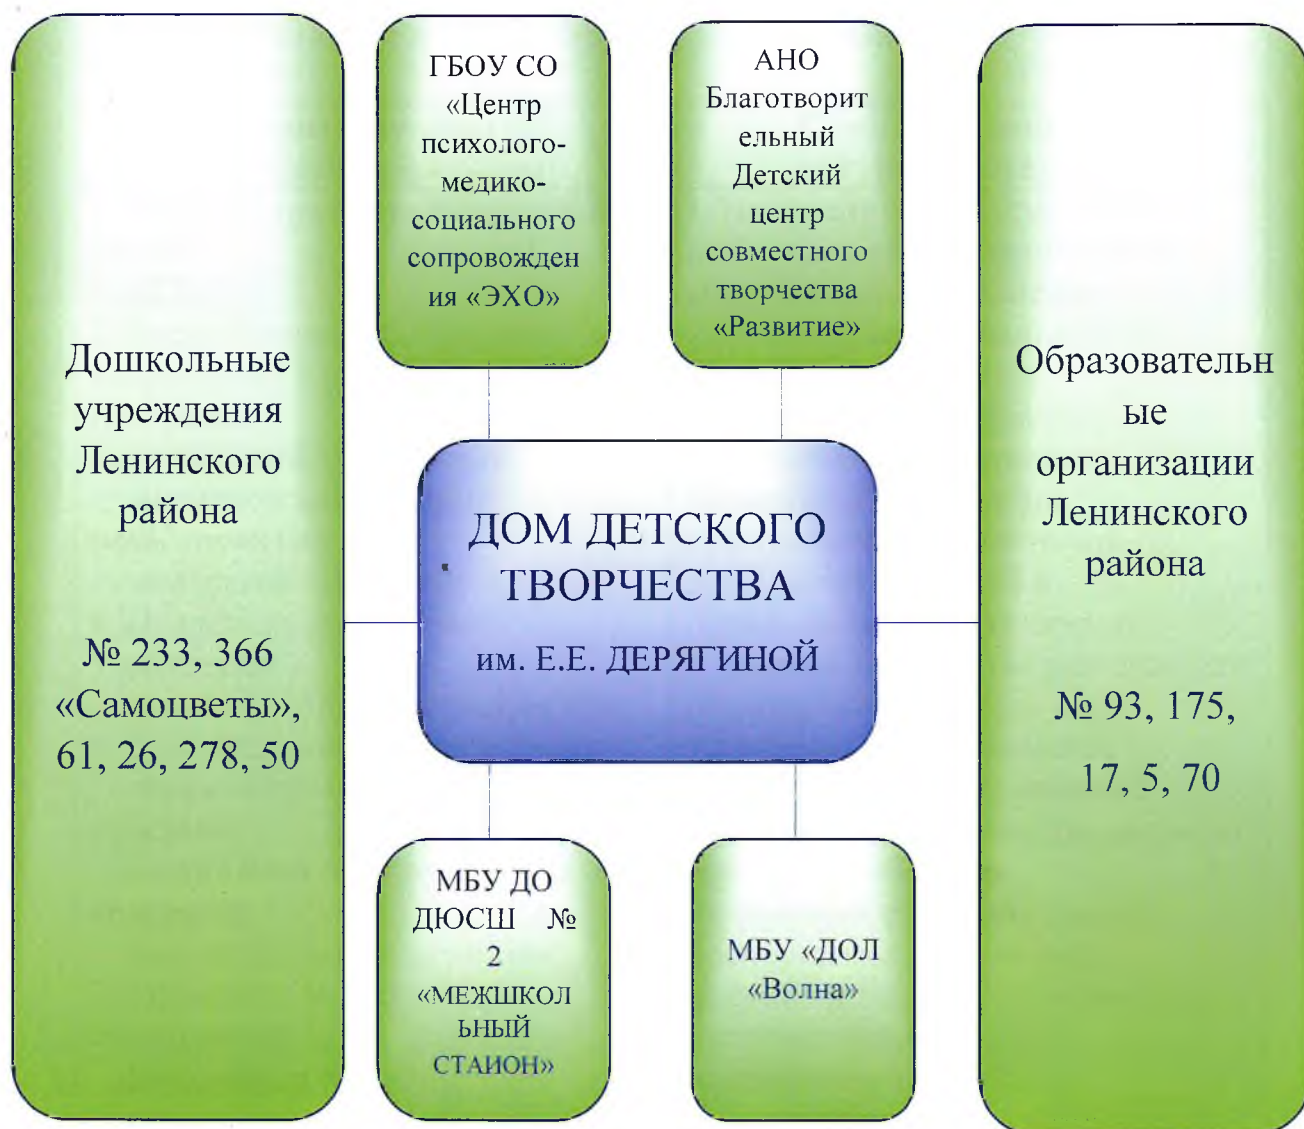 Дошкольные
учреждения
Ленинского
района
№ 233, 366
«Самоцветы»,
61, 26, 278, 50
ГБОУ СО
«Центр
психолого-
медико-
социального
сопровожден
ия «ЭХО»
АНО
Благотворит
ельный
Детский
центр
совместного
творчества
«Развитие»
ДОМ ДЕТСКОГО
ТВОРЧЕСТВА
им. Е.Е. ДЕРЯГИНОЙ
МБУ ДО
ДЮСШ № 
2
«МЕЖШКОЛ
ЬНЫЙ
СТАИОН»
МБУ «ДОЛ
«Волна»
Образовательн
ые
организации
Ленинского
района
№ 93, 175,
17, 5, 70